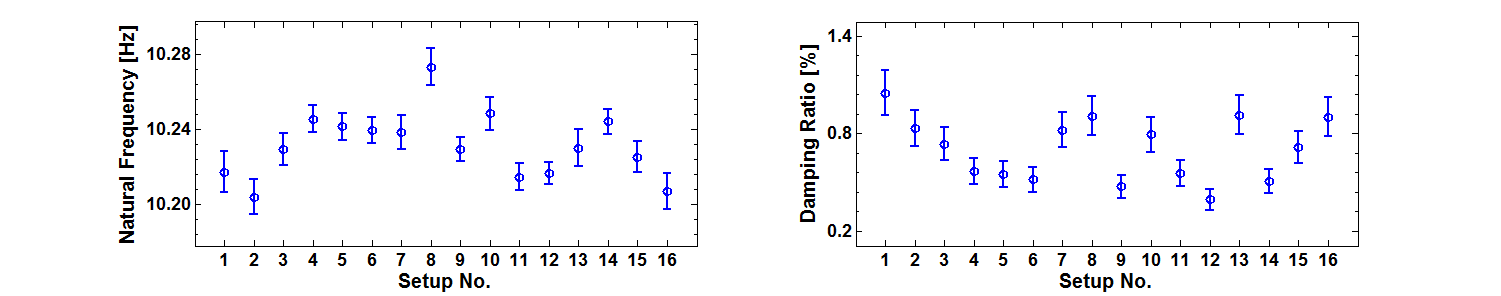 Natural Frequency [Hz]
10.28
10.24
10.20
1 2 3 4 5 6 7 8 9 10 11 12 13 14 15 16
Setup No.
Damping Ratio [%]
1.4
0.8
0.2
1 2 3 4 5 6 7 8 9 10 11 12 13 14 15 16
Setup No.